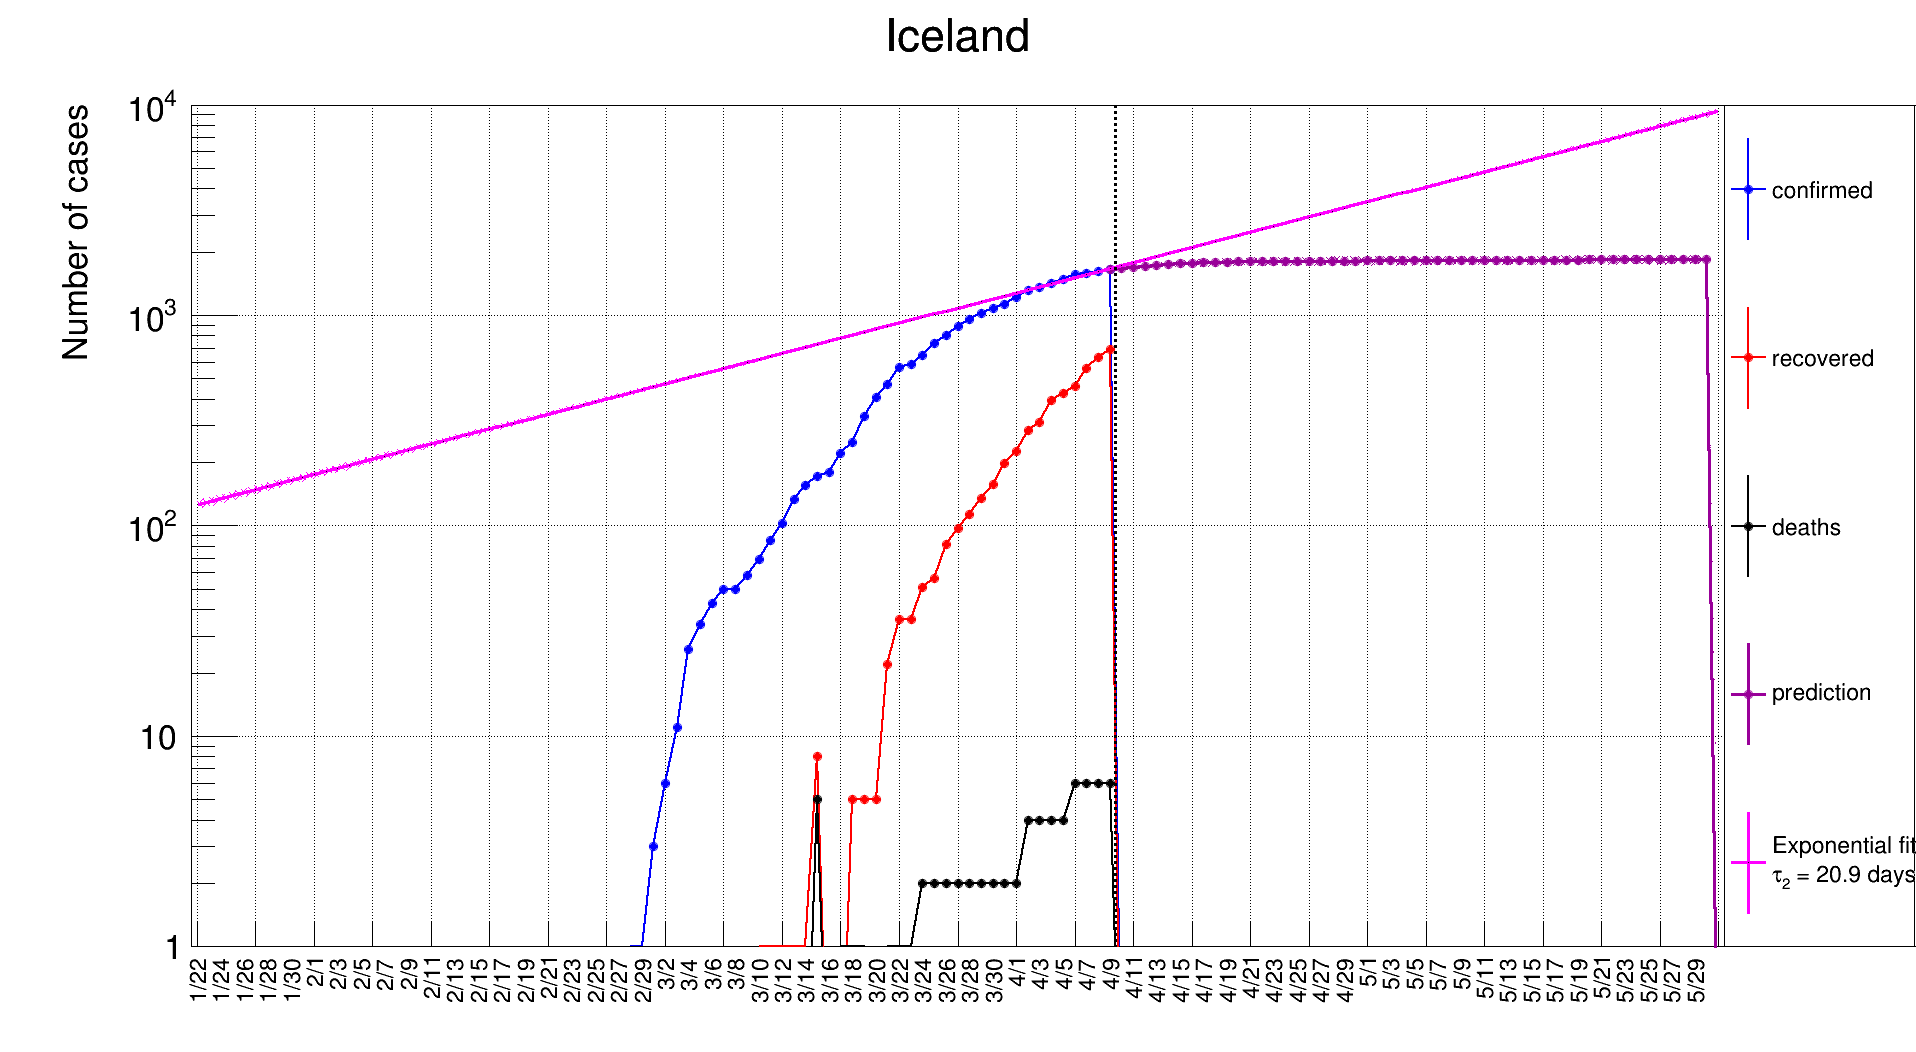 Iceland
Number of cases
10⁴
10³
10²
10
1
1/22 1/24 1/26 1/28 1/30 2/1 2/3 2/5 2/7 2/9 2/11 2/13 2/15 2/17 2/19 2/21 2/23 2/25 2/27 2/29 3/2 3/4 3/6 3/8 3/10 3/12 3/14 3/16 3/18 3/20 3/22 3/24 3/26 3/28 3/30 4/1 4/3 4/5 4/7 4/9 4/11 4/13 4/15 4/17 4/19 4/21 4/23 4/25 4/27 4/29 5/1 5/3 5/5 5/7 5/9 5/11 5/13 5/15 5/17 5/19 5/21 5/23 5/25 5/27 5/29
confirmed
recovered
deaths
prediction
Exponential fit
τ₂ = 20.9 days